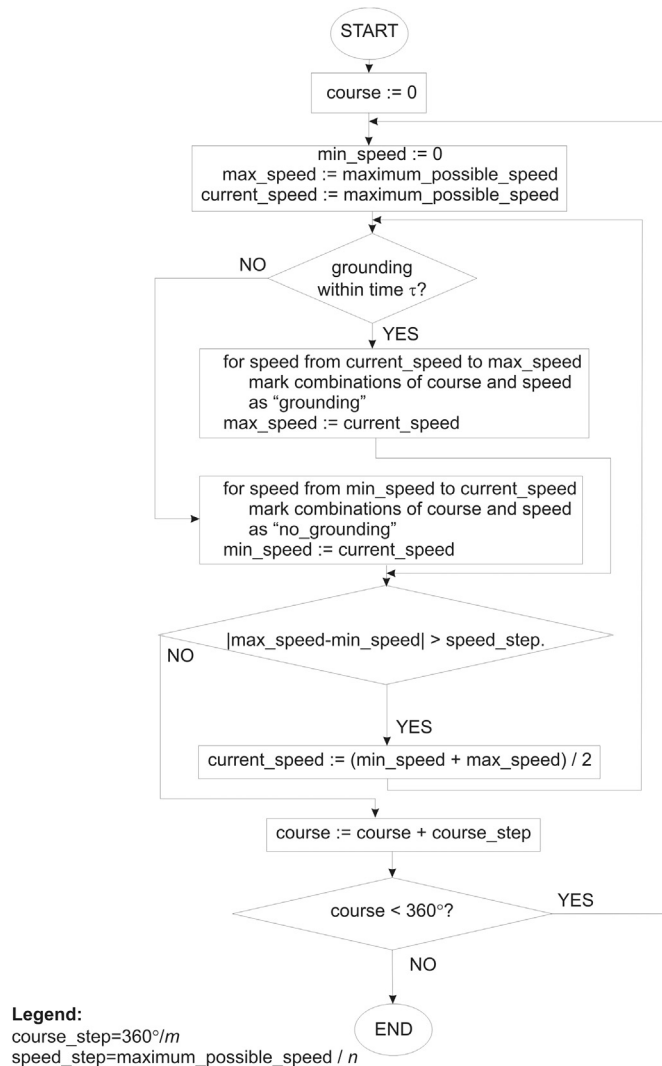 START
course := 0
min_speed := 0
max_speed := maximum_possible_speed
current_speed := maximum_possible_speed
NO
grounding
within time τ?
YES
for speed from current_speed to max_speed
mark combinations of course and speed
as “grounding”
max_speed := current_speed
for speed from min_speed to current_speed
mark combinations of course and speed
as “no_grounding”
min_speed := current_speed
|max_speed-min_speed| > speed_step.
NO
YES
current_speed := (min_speed + max_speed) / 2
course := course + course_step
course < 360°?
YES
NO
END
Legend:
course_step=360°/m
speed_step=maximum_possible_speed / n